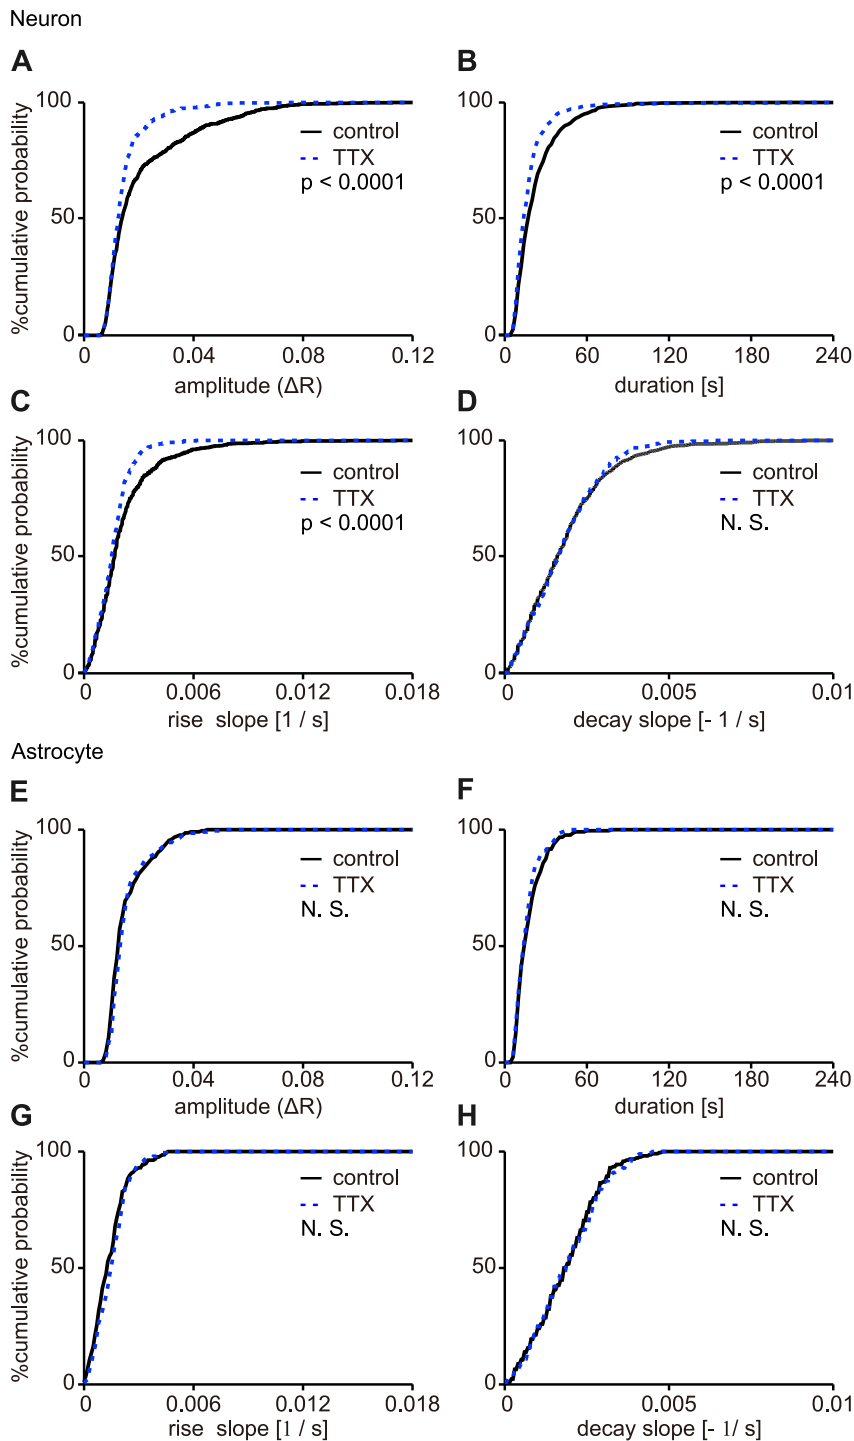 Neuron
A
%cumulative probability
100
50
0
control
TTX
p < 0.0001
0 0.04 0.08 0.12
amplitude (ΔR)
B
100
50
0
control
TTX
p < 0.0001
0 60 120 180 240
duration [s]
C
%cumulative probability
100
50
0
control
TTX
p < 0.0001
0 0.006 0.012 0.018
rise slope [1 / s]
D
100
50
0
control
TTX
N. S.
0 0.005 0.01
decay slope [- 1 / s]
Astrocyte
E
%cumulative probability
100
50
0
control
TTX
N. S.
0 0.04 0.08 0.12
amplitude (ΔR)
F
100
50
0
control
TTX
N. S.
0 60 120 180 240
duration [s]
G
%cumulative probability
100
50
0
control
TTX
N. S.
0 0.006 0.012 0.018
rise slope [1 / s]
H
100
50
0
control
TTX
N. S.
0 0.005 0.01
decay slope [- 1/ s]